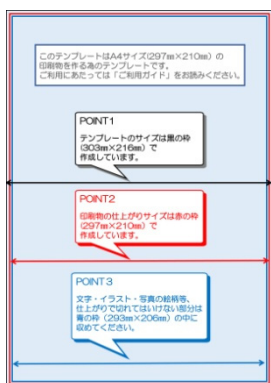 このテンプレートはA4サイズ(297㎜×210㎜)の
印刷物を作る為のテンプレートです。
ご利用にあたっては「ご利用ガイド」をお読みください。
POINT1
テンプレートのサイズは黒の枠
(303㎜×216㎜)で
作成しています。
POINT2
印刷物の仕上がりサイズは赤の枠
(297㎜×210㎜)で
作成しています。
POINT3
文字・イラスト・写真の絵柄等、
仕上がりで切れてはいけない部分は
青の枠(293㎜×206㎜)の中に
収めてください。